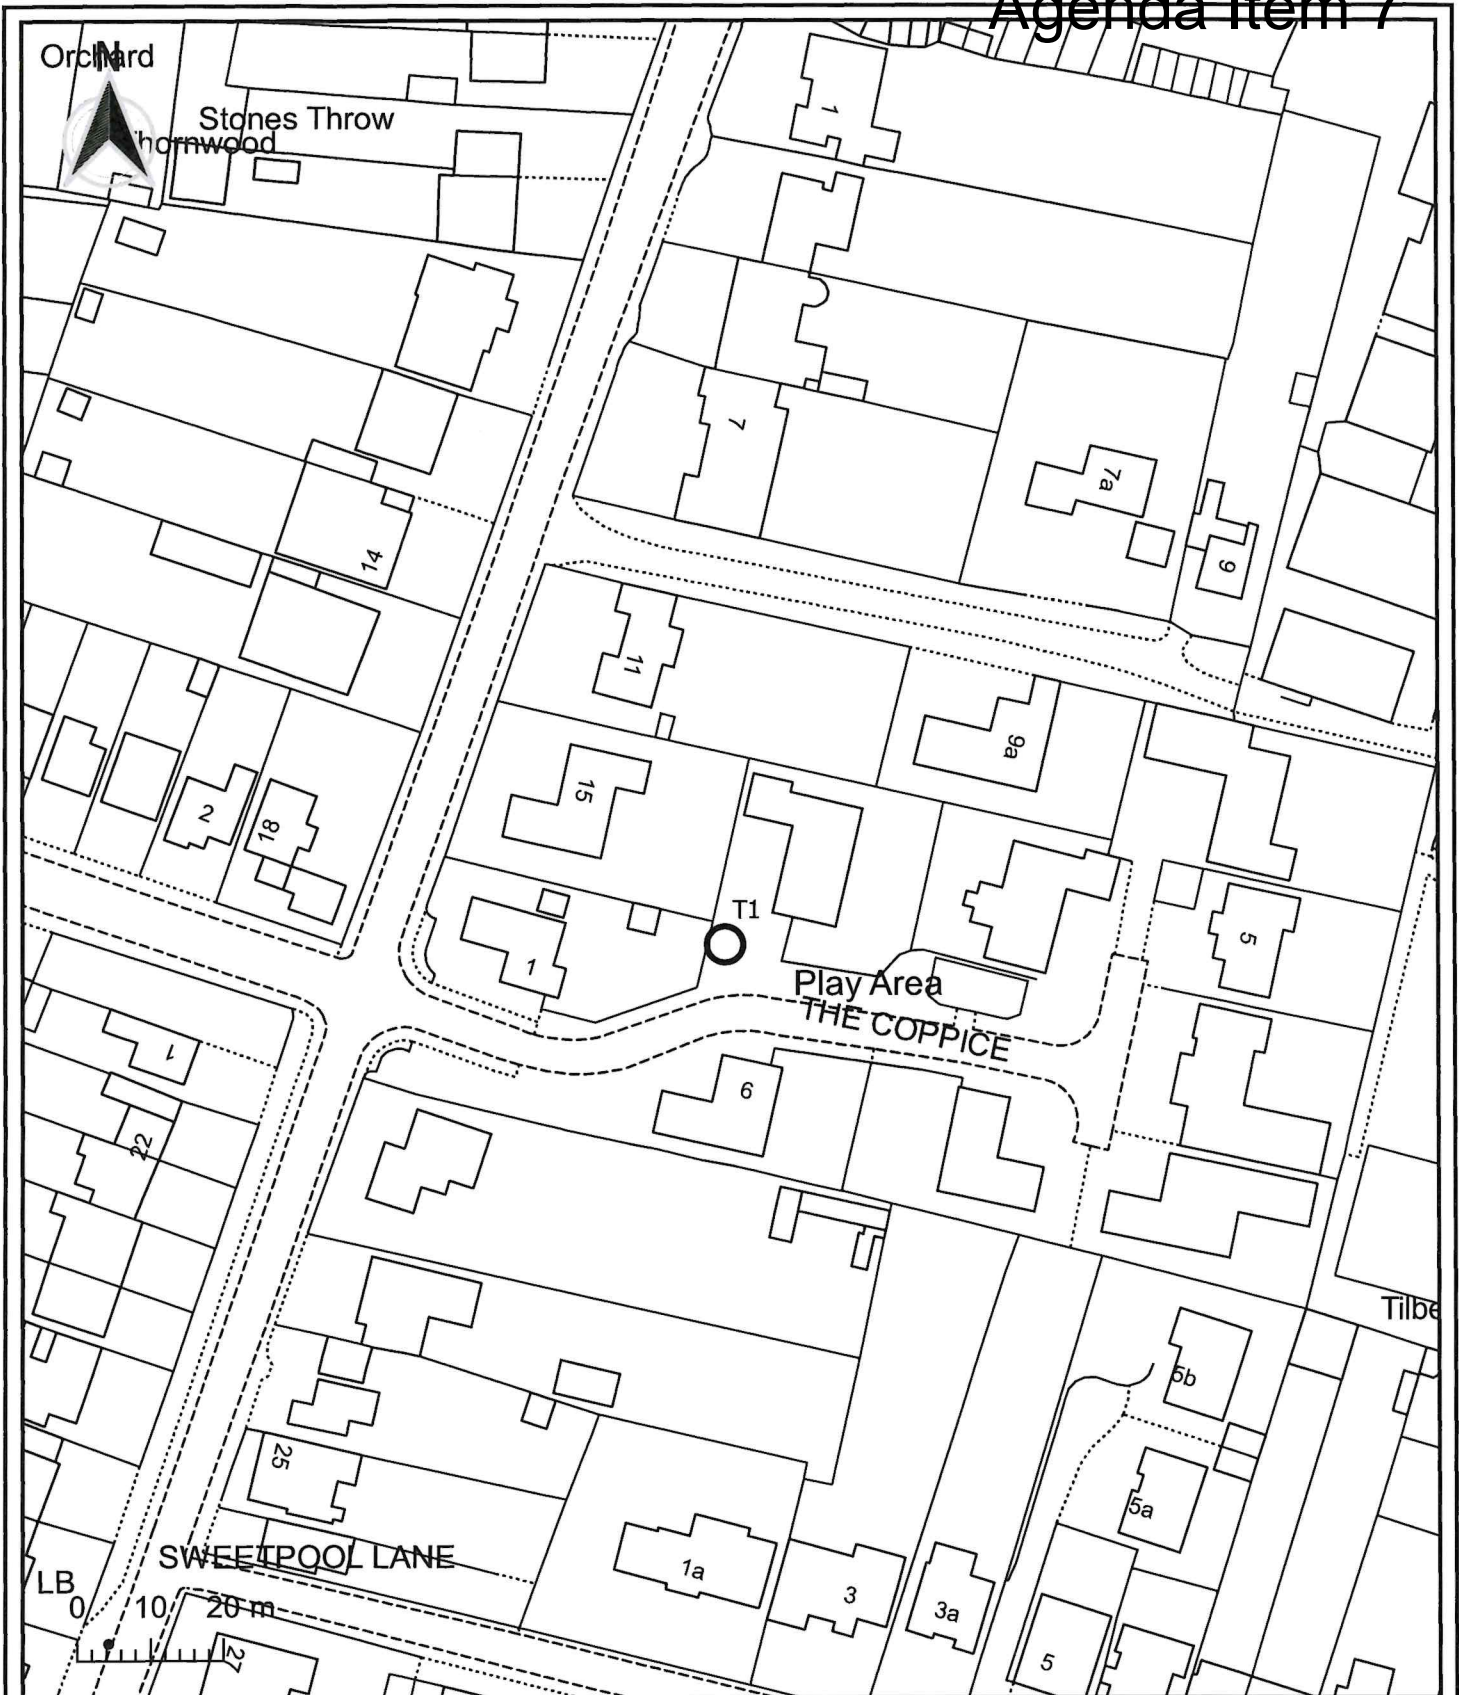 Agenda Item 7
Orchard
N
Stones Throw
Thornwood
1
7
7a
9
14
11
9a
15
2
18
T1
1
5
Play Area
THE COPPICE
1
6
22
Tilbe
5b
25
5a
SWEETPOOL LANE
1a
LB
3
3a
0 10 20 m
27
5